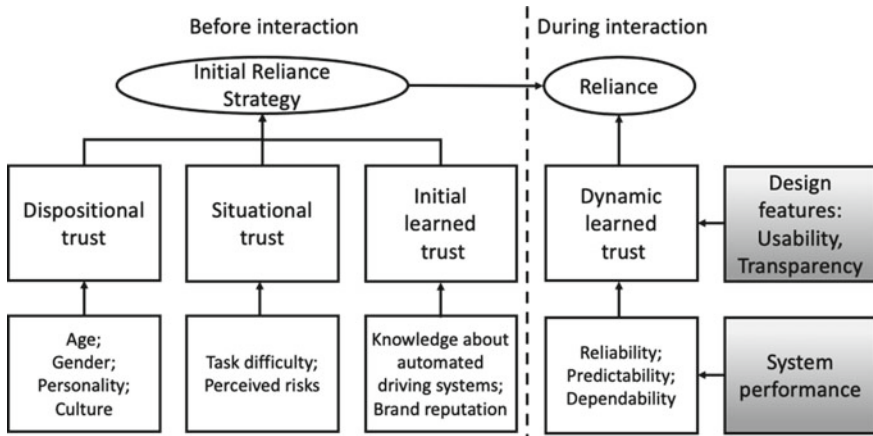 Before interaction
During interaction
Initial Reliance
Strategy
Reliance
Dispositional
trust
Situational
trust
Initial
learned
trust
Dynamic
learned
trust
Design
features:
Usability,
Transparency
Age;
Gender;
Personality;
Culture
Task difficulty;
Perceived risks
Knowledge about
automated
driving systems;
Brand reputation
Reliability;
Predictability;
Dependability
System
performance